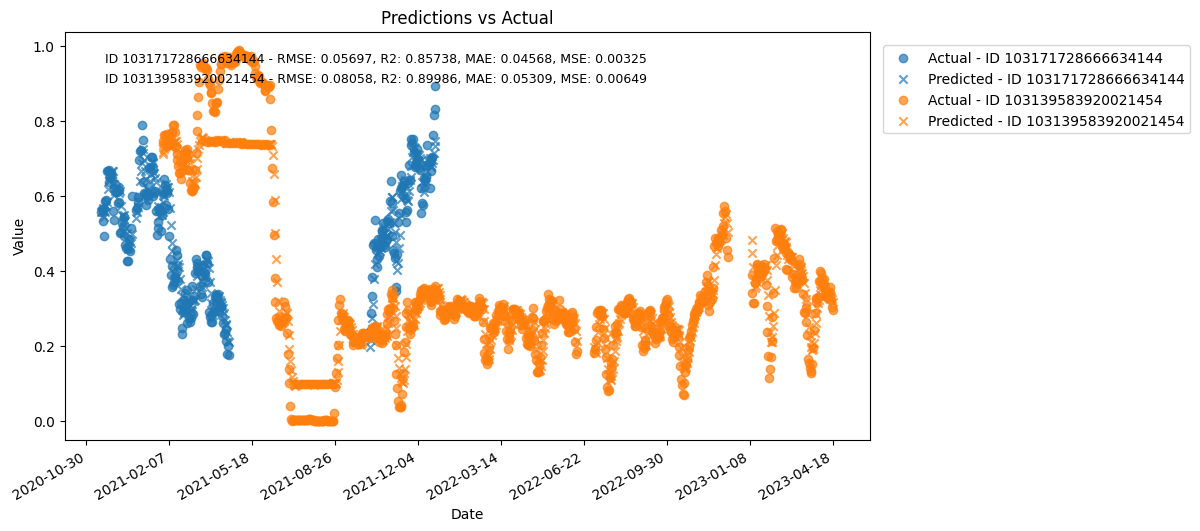 Predictions vs Actual
ID 103171728666634144 - RMSE: 0.05697, R2: 0.85738, MAE: 0.04568, MSE: 0.00325
ID 103139583920021454 - RMSE: 0.08058, R2: 0.89986, MAE: 0.05309, MSE: 0.00649
Actual - ID 103171728666634144
Predicted - ID 103171728666634144
Actual - ID 103139583920021454
Predicted - ID 103139583920021454
Value
1.0
0.8
0.6
0.4
0.2
0.0
2020-10-30
2021-02-07
2021-05-18
2021-08-26
2021-12-04
2022-03-14
2022-06-22
2022-09-30
2023-01-08
2023-04-18
Date